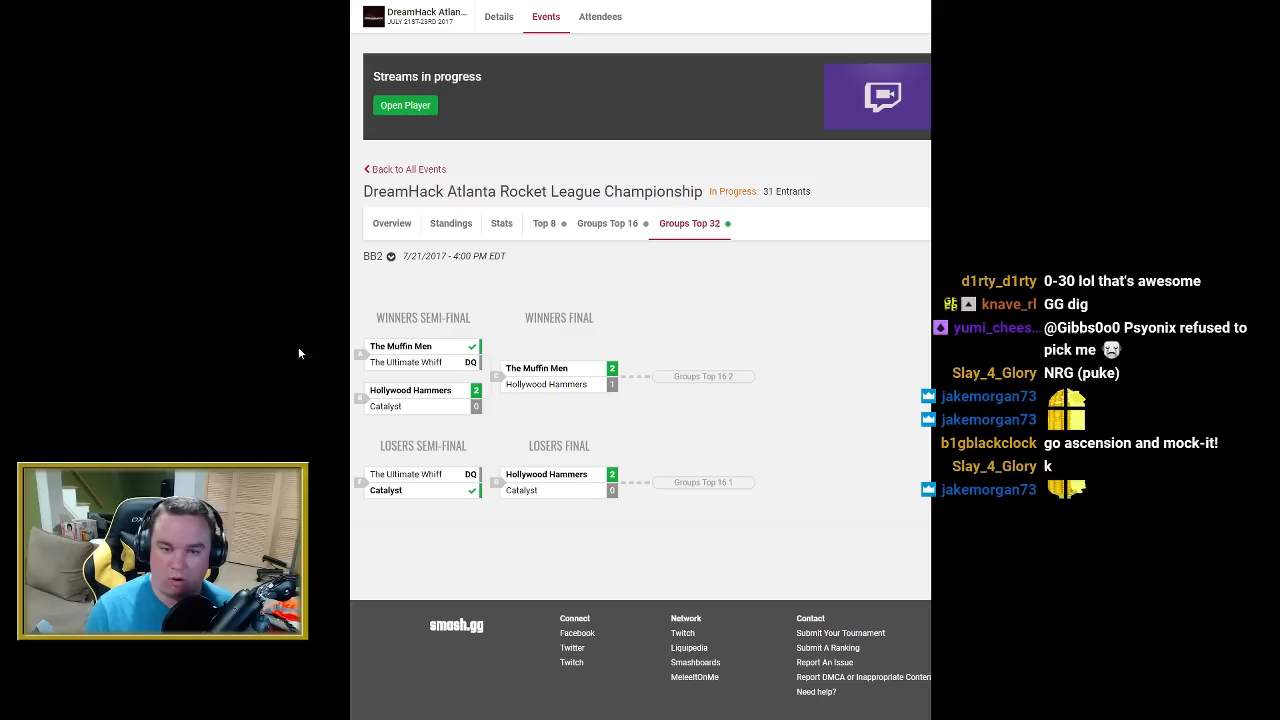 DreamHack Atlan...
JULY 21ST-23RD 2017
Details
Events
Attendees
Streams in progress
Open Player
Back to All Events
DreamHack Atlanta Rocket League Championship In Progress 31 Entrants
Overview
Standings
Stats
Top 8
Groups Top 16
Groups Top 32
BB2 7/21/2017 - 4:00 PM EDT
WINNERS SEMI-FINAL
WINNERS FINAL
A
The Muffin Men
The Ultimate Whiff DQ
B
Hollywood Hammers 2
Catalyst 0
C
The Muffin Men 2
Hollywood Hammers 1
Groups Top 16 2
LOSERS SEMI-FINAL
LOSERS FINAL
F
The Ultimate Whiff DQ
Catalyst
G
Hollywood Hammers 2
Catalyst 0
Groups Top 16 1
smash.gg
Connect
Facebook
Twitter
Twitch
Network
Twitch
Liquipedia
Smashboards
MeleeItOnMe
Contact
Submit Your Tournament
Submit A Ranking
Report An Issue
Report DMCA or Inappropriate Conten
Need help?
d1rty_d1rty 0-30 lol that's awesome
knave_rl GG dig
yumi_chees... @Gibbs0o0 Psyonix refused to
pick me
Slay_4_Glory NRG (puke)
jakemorgan73
jakemorgan73
b1gblackclock go ascension and mock-it!
Slay_4_Glory k
jakemorgan73